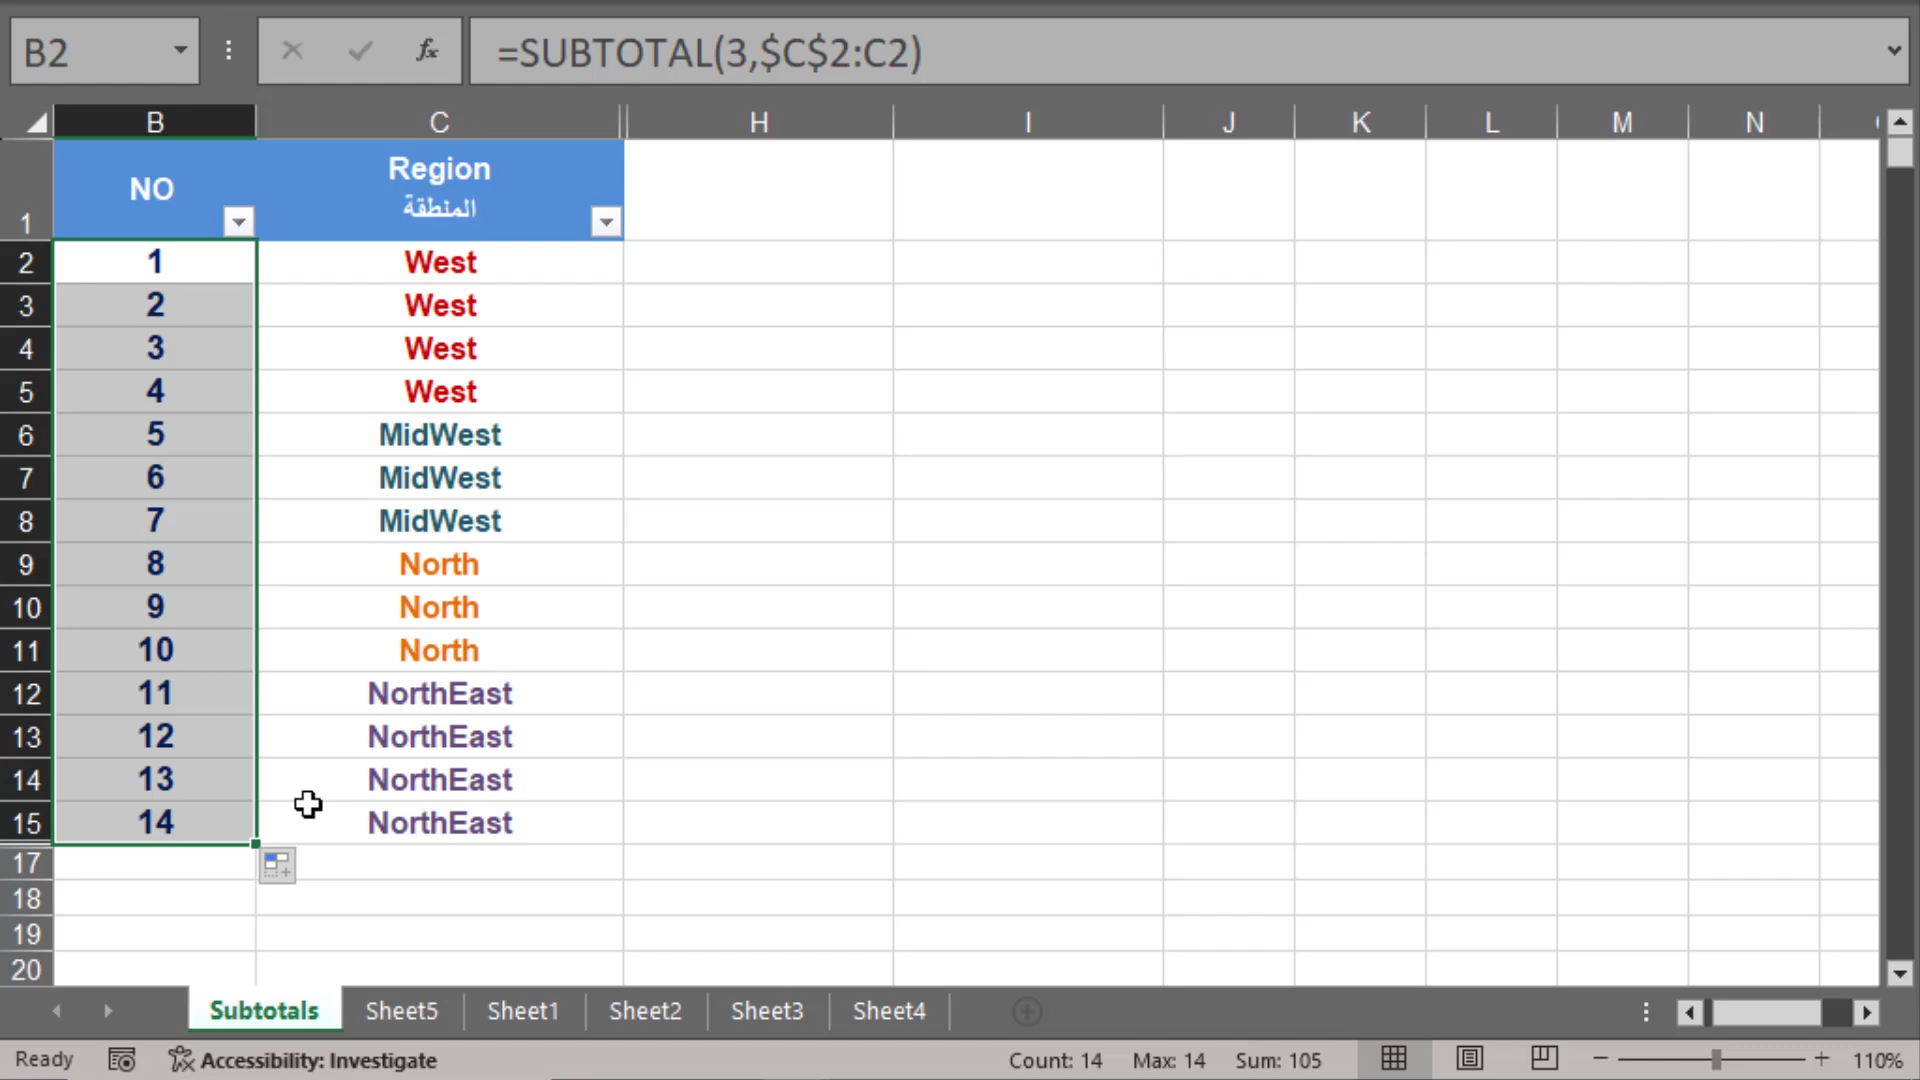 B2
fx =SUBTOTAL(3,$C$2:C2)
B C H I J K L M N
1 NO Region
المنطقة
2 1 West
3 2 West
4 3 West
5 4 West
6 5 MidWest
7 6 MidWest
8 7 MidWest
9 8 North
10 9 North
11 10 North
12 11 NorthEast
13 12 NorthEast
14 13 NorthEast
15 14 NorthEast
17
18
19
20
Subtotals Sheet5 Sheet1 Sheet2 Sheet3 Sheet4
Ready Accessibility: Investigate Count: 14 Max: 14 Sum: 105 110%